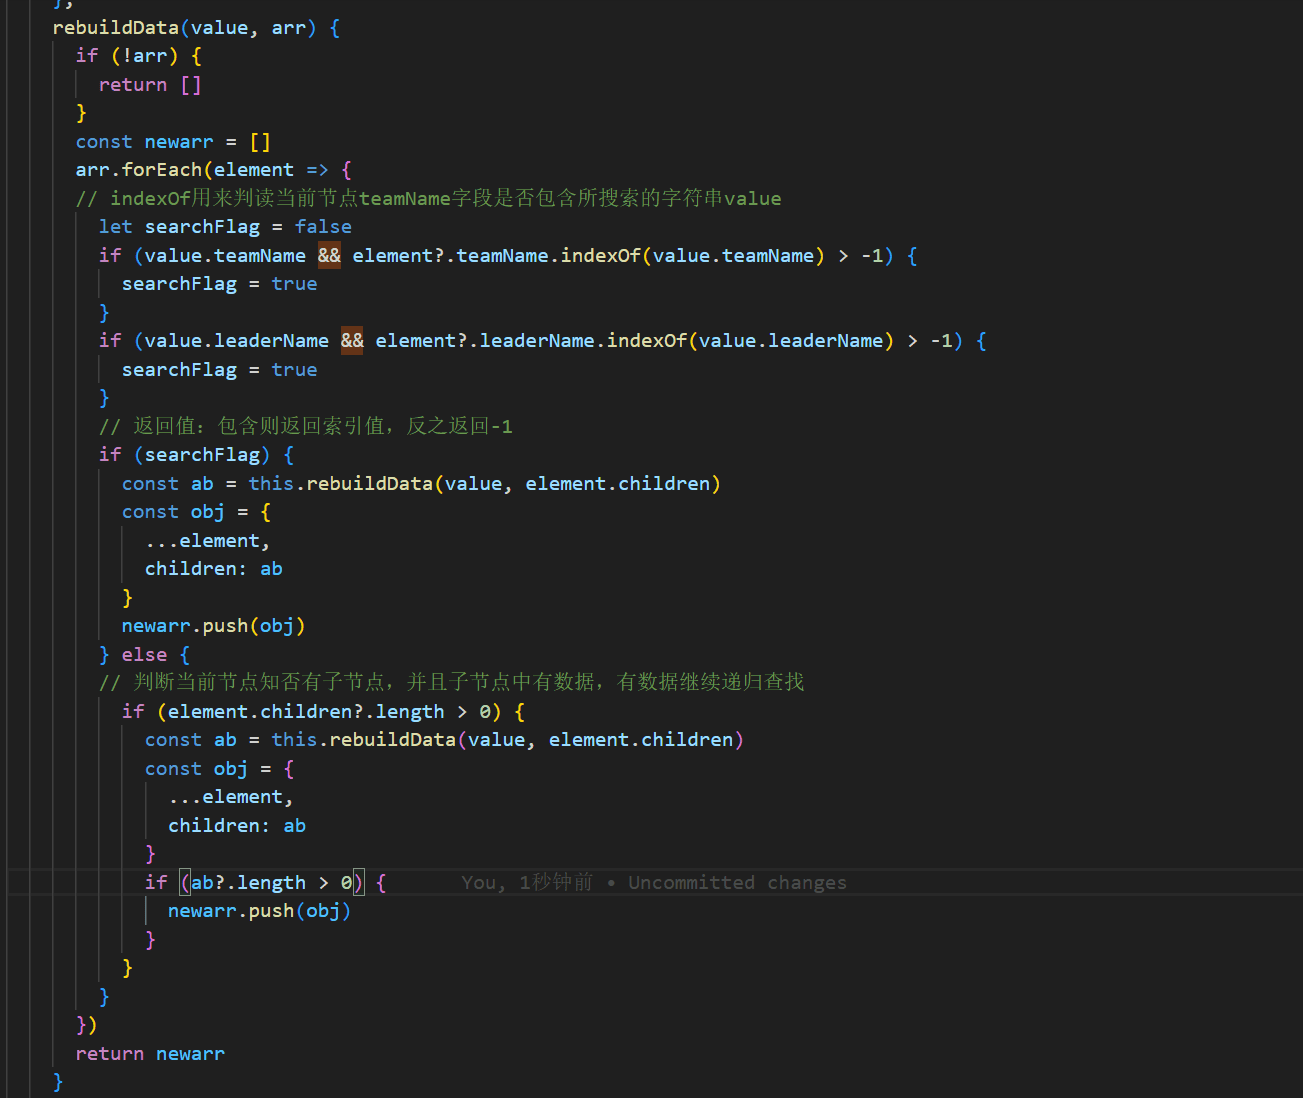 },
rebuildData(value, arr) {
if (!arr) {
return []
}
const newarr = []
arr.forEach(element => {
// indexOf用来判读当前节点teamName字段是否包含所搜索的字符串value
let searchFlag = false
if (value.teamName && element?.teamName.indexOf(value.teamName) > -1) {
searchFlag = true
}
if (value.leaderName && element?.leaderName.indexOf(value.leaderName) > -1) {
searchFlag = true
}
// 返回值：包含则返回索引值，反之返回-1
if (searchFlag) {
const ab = this.rebuildData(value, element.children)
const obj = {
...element,
children: ab
}
newarr.push(obj)
} else {
// 判断当前节点知否有子节点，并且子节点中有数据，有数据继续递归查找
if (element.children?.length > 0) {
const ab = this.rebuildData(value, element.children)
const obj = {
...element,
children: ab
}
if (ab?.length > 0) { You, 1秒钟前 • Uncommitted changes
newarr.push(obj)
}
}
}
})
return newarr
}